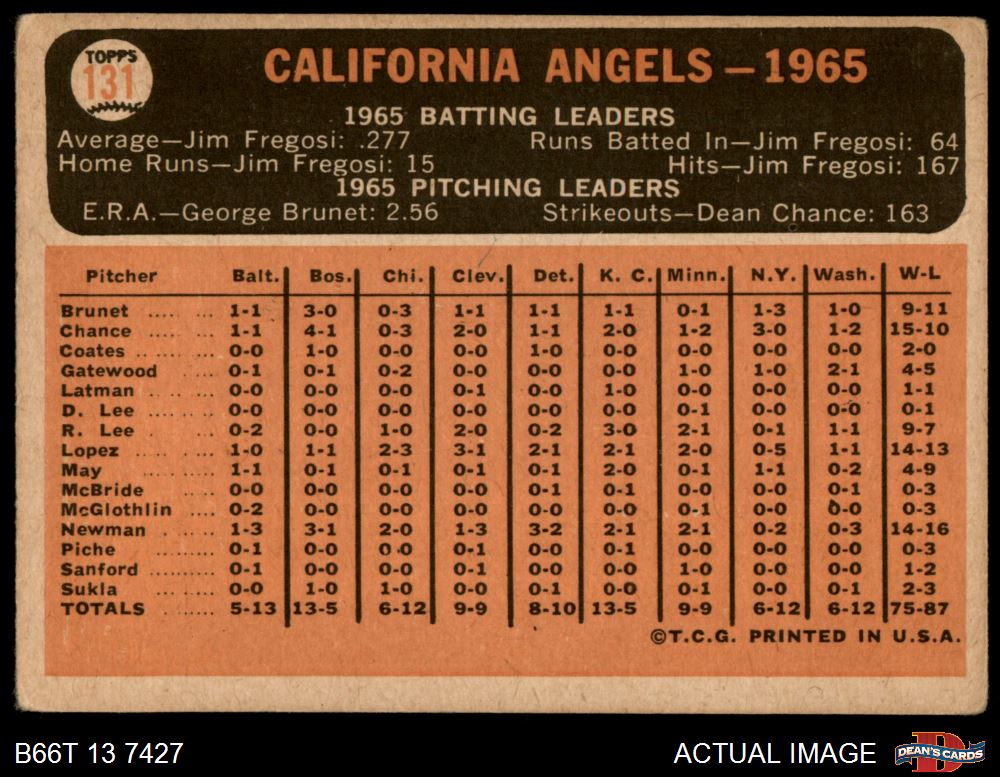 TOPPS
131
CALIFORNIA ANGELS — 1965
1965 BATTING LEADERS
Average—Jim Fregosi: .277 Runs Batted In—Jim Fregosi: 64
Home Runs—Jim Fregosi: 15 Hits—Jim Fregosi: 167
1965 PITCHING LEADERS
E.R.A.—George Brunet: 2.56 Strikeouts—Dean Chance: 163
Pitcher Balt. Bos. Chi. Clev. Det. K. C. Minn. N.Y. Wash. W-L
Brunet ..... ... 1-1 3-0 0-3 1-1 1-1 1-1 0-1 1-3 1-0 9-11
Chance ........ 1-1 4-1 0-3 2-0 1-1 2-0 1-2 3-0 1-2 15-10
Coates .. ..... 0-0 1-0 0-0 0-0 1-0 0-0 0-0 0-0 0-0 2-0
Gatewood .... 0-1 0-1 0-2 0-0 0-0 0-0 1-0 1-0 2-1 4-5
Latman ........ 0-0 0-0 0-0 0-1 0-0 1-0 0-0 0-0 0-0 1-1
D. Lee ........ 0-0 0-0 0-0 0-0 0-0 0-0 0-1 0-0 0-0 0-1
R. Lee . ..... 0-2 0-0 1-0 2-0 0-2 3-0 2-1 0-1 1-1 9-7
Lopez ......... 1-0 1-1 2-3 3-1 2-1 2-1 2-0 0-5 1-1 14-13
May ......... 1-1 0-1 0-1 0-1 0-1 2-0 0-1 1-1 0-2 4-9
McBride ..... 0-0 0-0 0-0 0-0 0-1 0-1 0-0 0-0 0-1 0-3
McGlothlin .... 0-2 0-0 0-0 0-0 0-0 0-0 0-1 0-0 0-0 0-3
Newman . ..... 1-3 3-1 2-0 1-3 3-2 2-1 2-1 0-2 0-3 14-16
Piche ......... 0-1 0-0 0-0 0-1 0-0 0-1 0-0 0-0 0-0 0-3
Sanford .......... 0-1 0-0 0-0 0-1 0-0 0-0 1-0 0-0 0-0 1-2
Sukla ......... 0-0 1-0 1-0 0-0 0-1 0-0 0-1 0-0 0-1 2-3
TOTALS ........ 5-13 13-5 6-12 9-9 8-10 13-5 9-9 6-12 6-12 75-87
©T.C.G. PRINTED IN U.S.A.
B66T 13 7427 ACTUAL IMAGE D DEAN'S CARDS